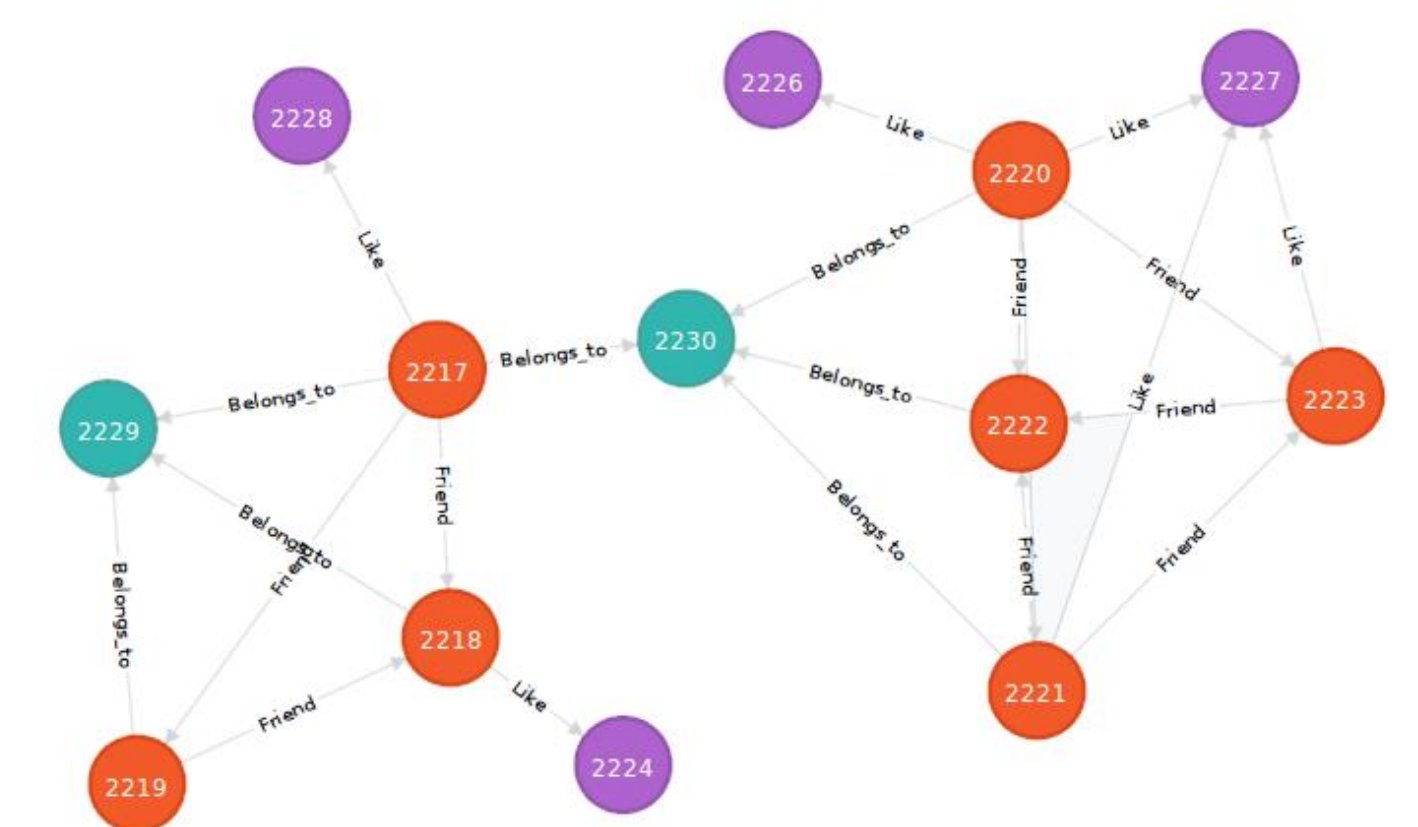 2226
2227
2228
Like
Like
2220
Belongs_to
Like
Like
Friend
Friend
2230
Belongs_to
2217
Belongs_to
Belongs_to
Like
Friend
2223
2222
2229
Friend
Belongs_to
Belongs_to
Friend
Friend
Friend
Belongs_to
2218
2221
Like
Friend
2224
2219